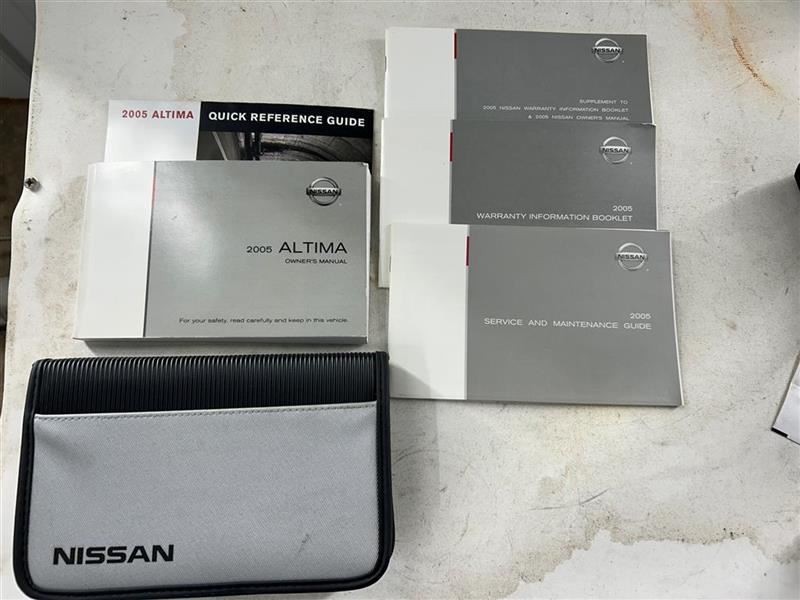 2005 ALTIMA QUICK REFERENCE GUIDE
NISSAN
2005 ALTIMA
OWNER'S MANUAL
For your safety, read carefully and keep in this vehicle.
NISSAN
NISSAN
SUPPLEMENT TO
2005 NISSAN WARRANTY INFORMATION BOOKLET
& 2005 NISSAN OWNER'S MANUAL
NISSAN
2005
WARRANTY INFORMATION BOOKLET
NISSAN
2005
SERVICE AND MAINTENANCE GUIDE